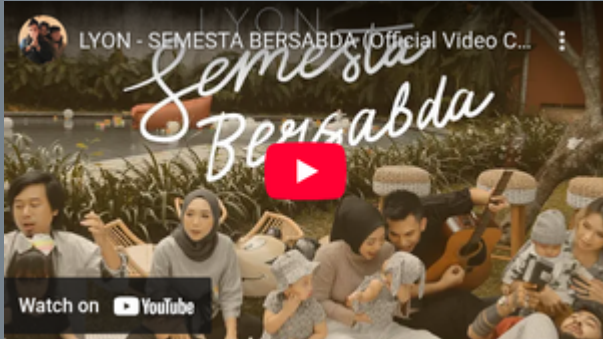 LYON - SEMESTA BERSABDA (Official Video C...
LYON
Semesta
Bersabda
Watch on YouTube